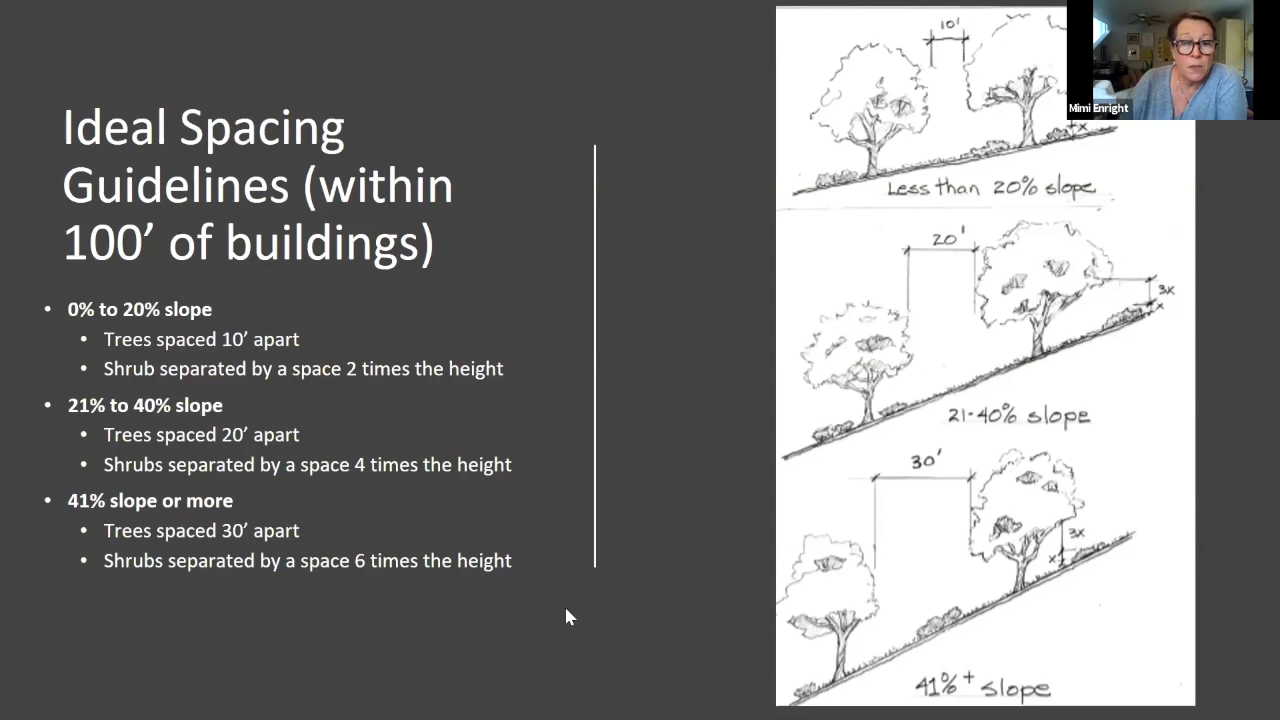 Ideal Spacing
Guidelines (within
100’ of buildings)
• 0% to 20% slope
• Trees spaced 10’ apart
• Shrub separated by a space 2 times the height
• 21% to 40% slope
• Trees spaced 20’ apart
• Shrubs separated by a space 4 times the height
• 41% slope or more
• Trees spaced 30’ apart
• Shrubs separated by a space 6 times the height
10'
x
Less than 20% slope
20'
3x
x
21-40% slope
30'
3x
x
41%+ slope
Mimi Enright